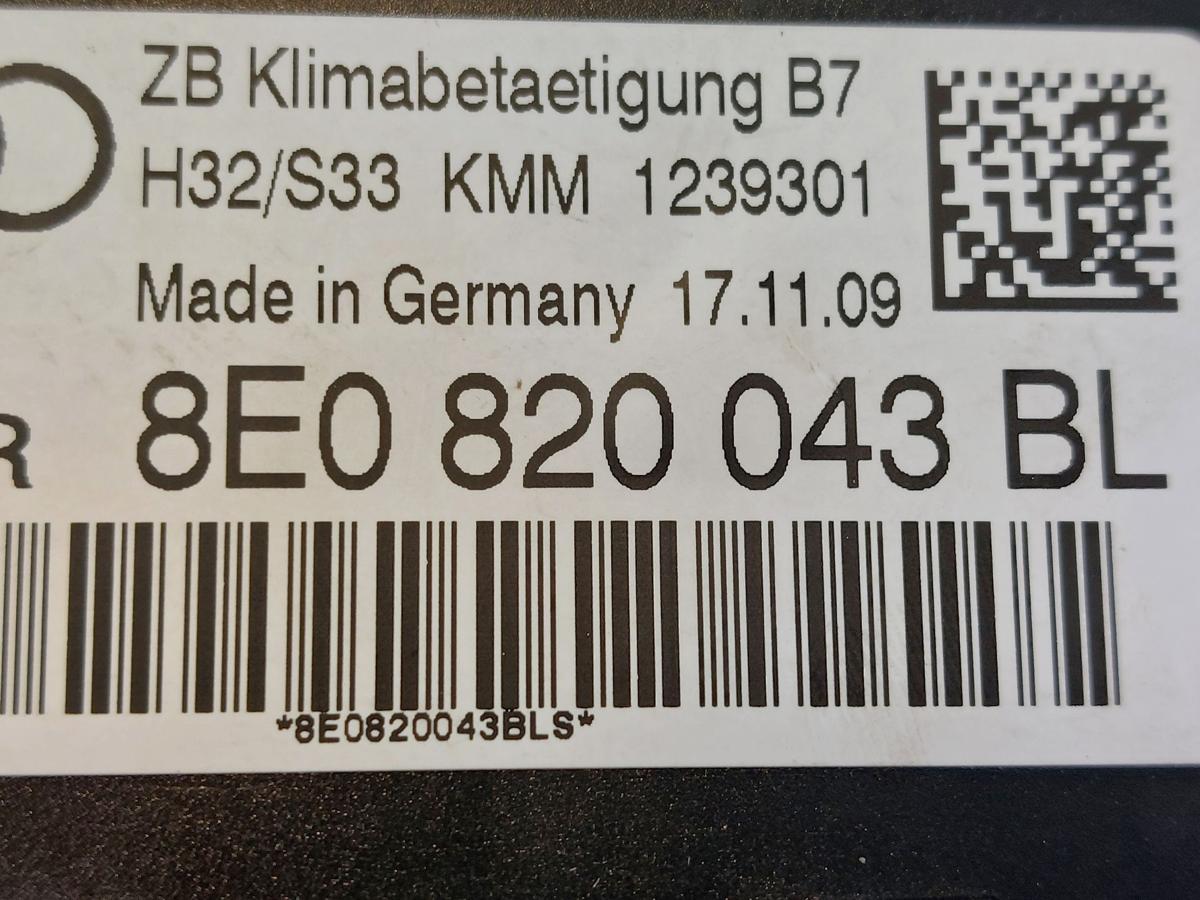 ZB Klimabetaetigung B7
H32/S33 KMM 1239301
Made in Germany 17.11.09
R 8E0 820 043 BL
*8E0820043BLS*